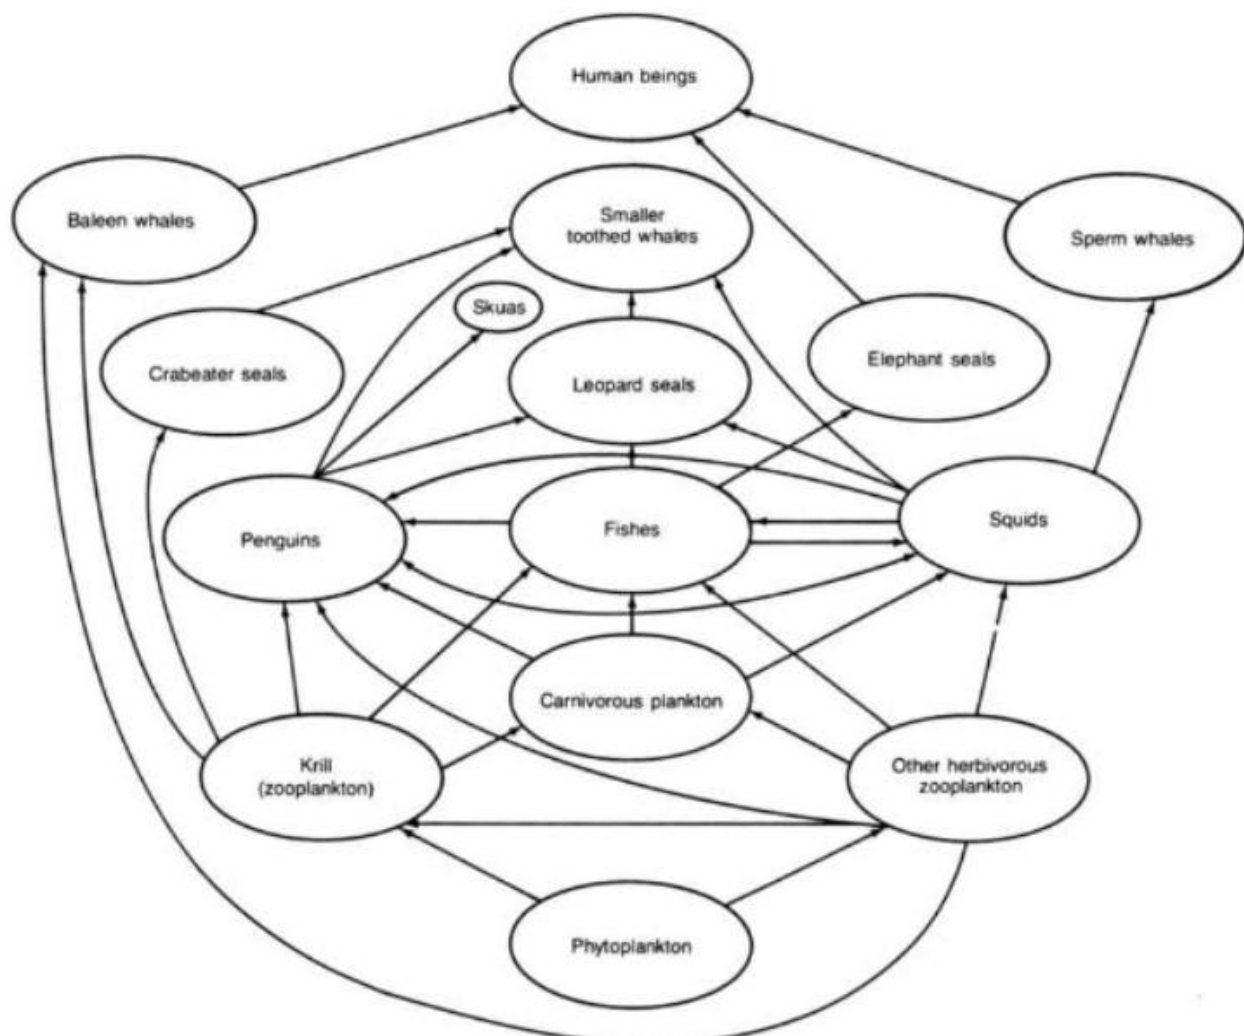 Human beings
Baleen whales
Smaller
toothed whales
Sperm whales
Skuas
Crabeater seals
Leopard seals
Elephant seals
Penguins
Fishes
Squids
Carnivorous plankton
Krill
(zooplankton)
Other herbivorous
zooplankton
Phytoplankton